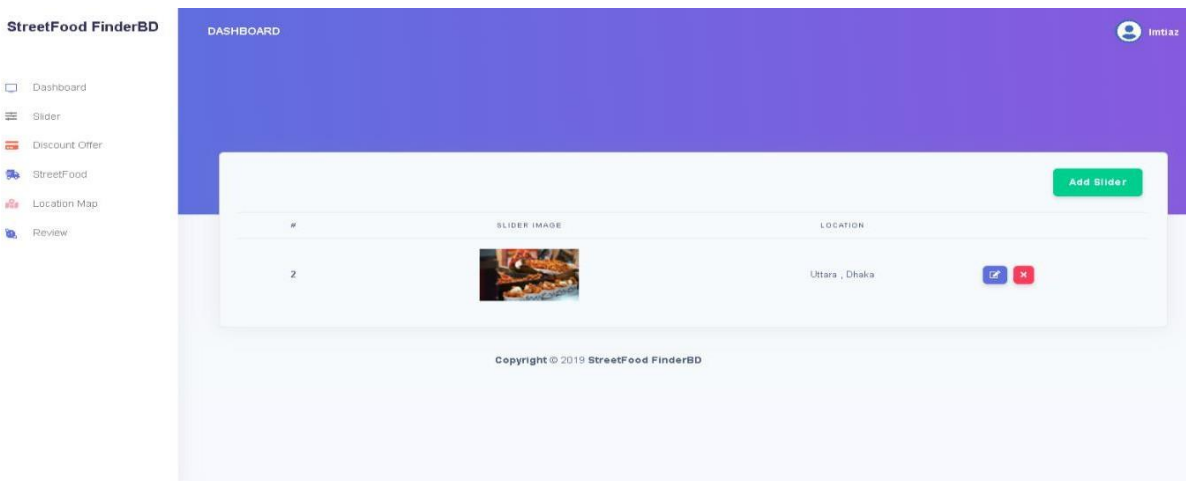 StreetFood FinderBD
DASHBOARD
Imtiaz
Dashboard
Slider
Discount Offer
StreetFood
Location Map
Review
Add Slider
# SLIDER IMAGE LOCATION
2 Uttara , Dhaka
Copyright © 2019 StreetFood FinderBD